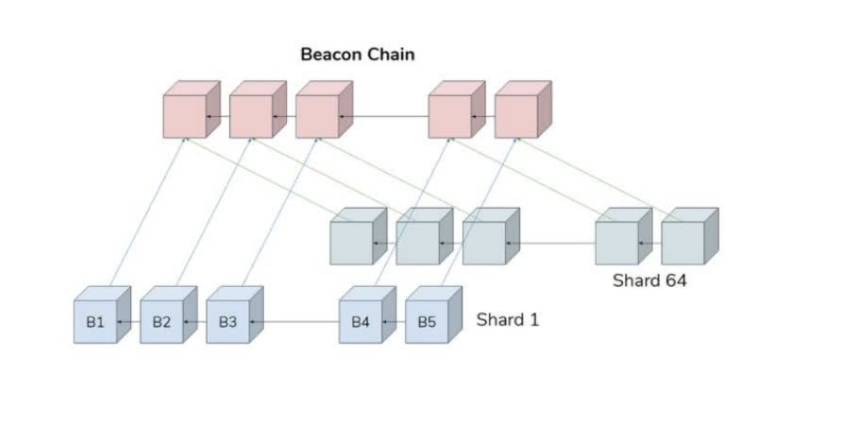 Beacon Chain
Shard 64
B1 B2 B3 B4 B5 Shard 1